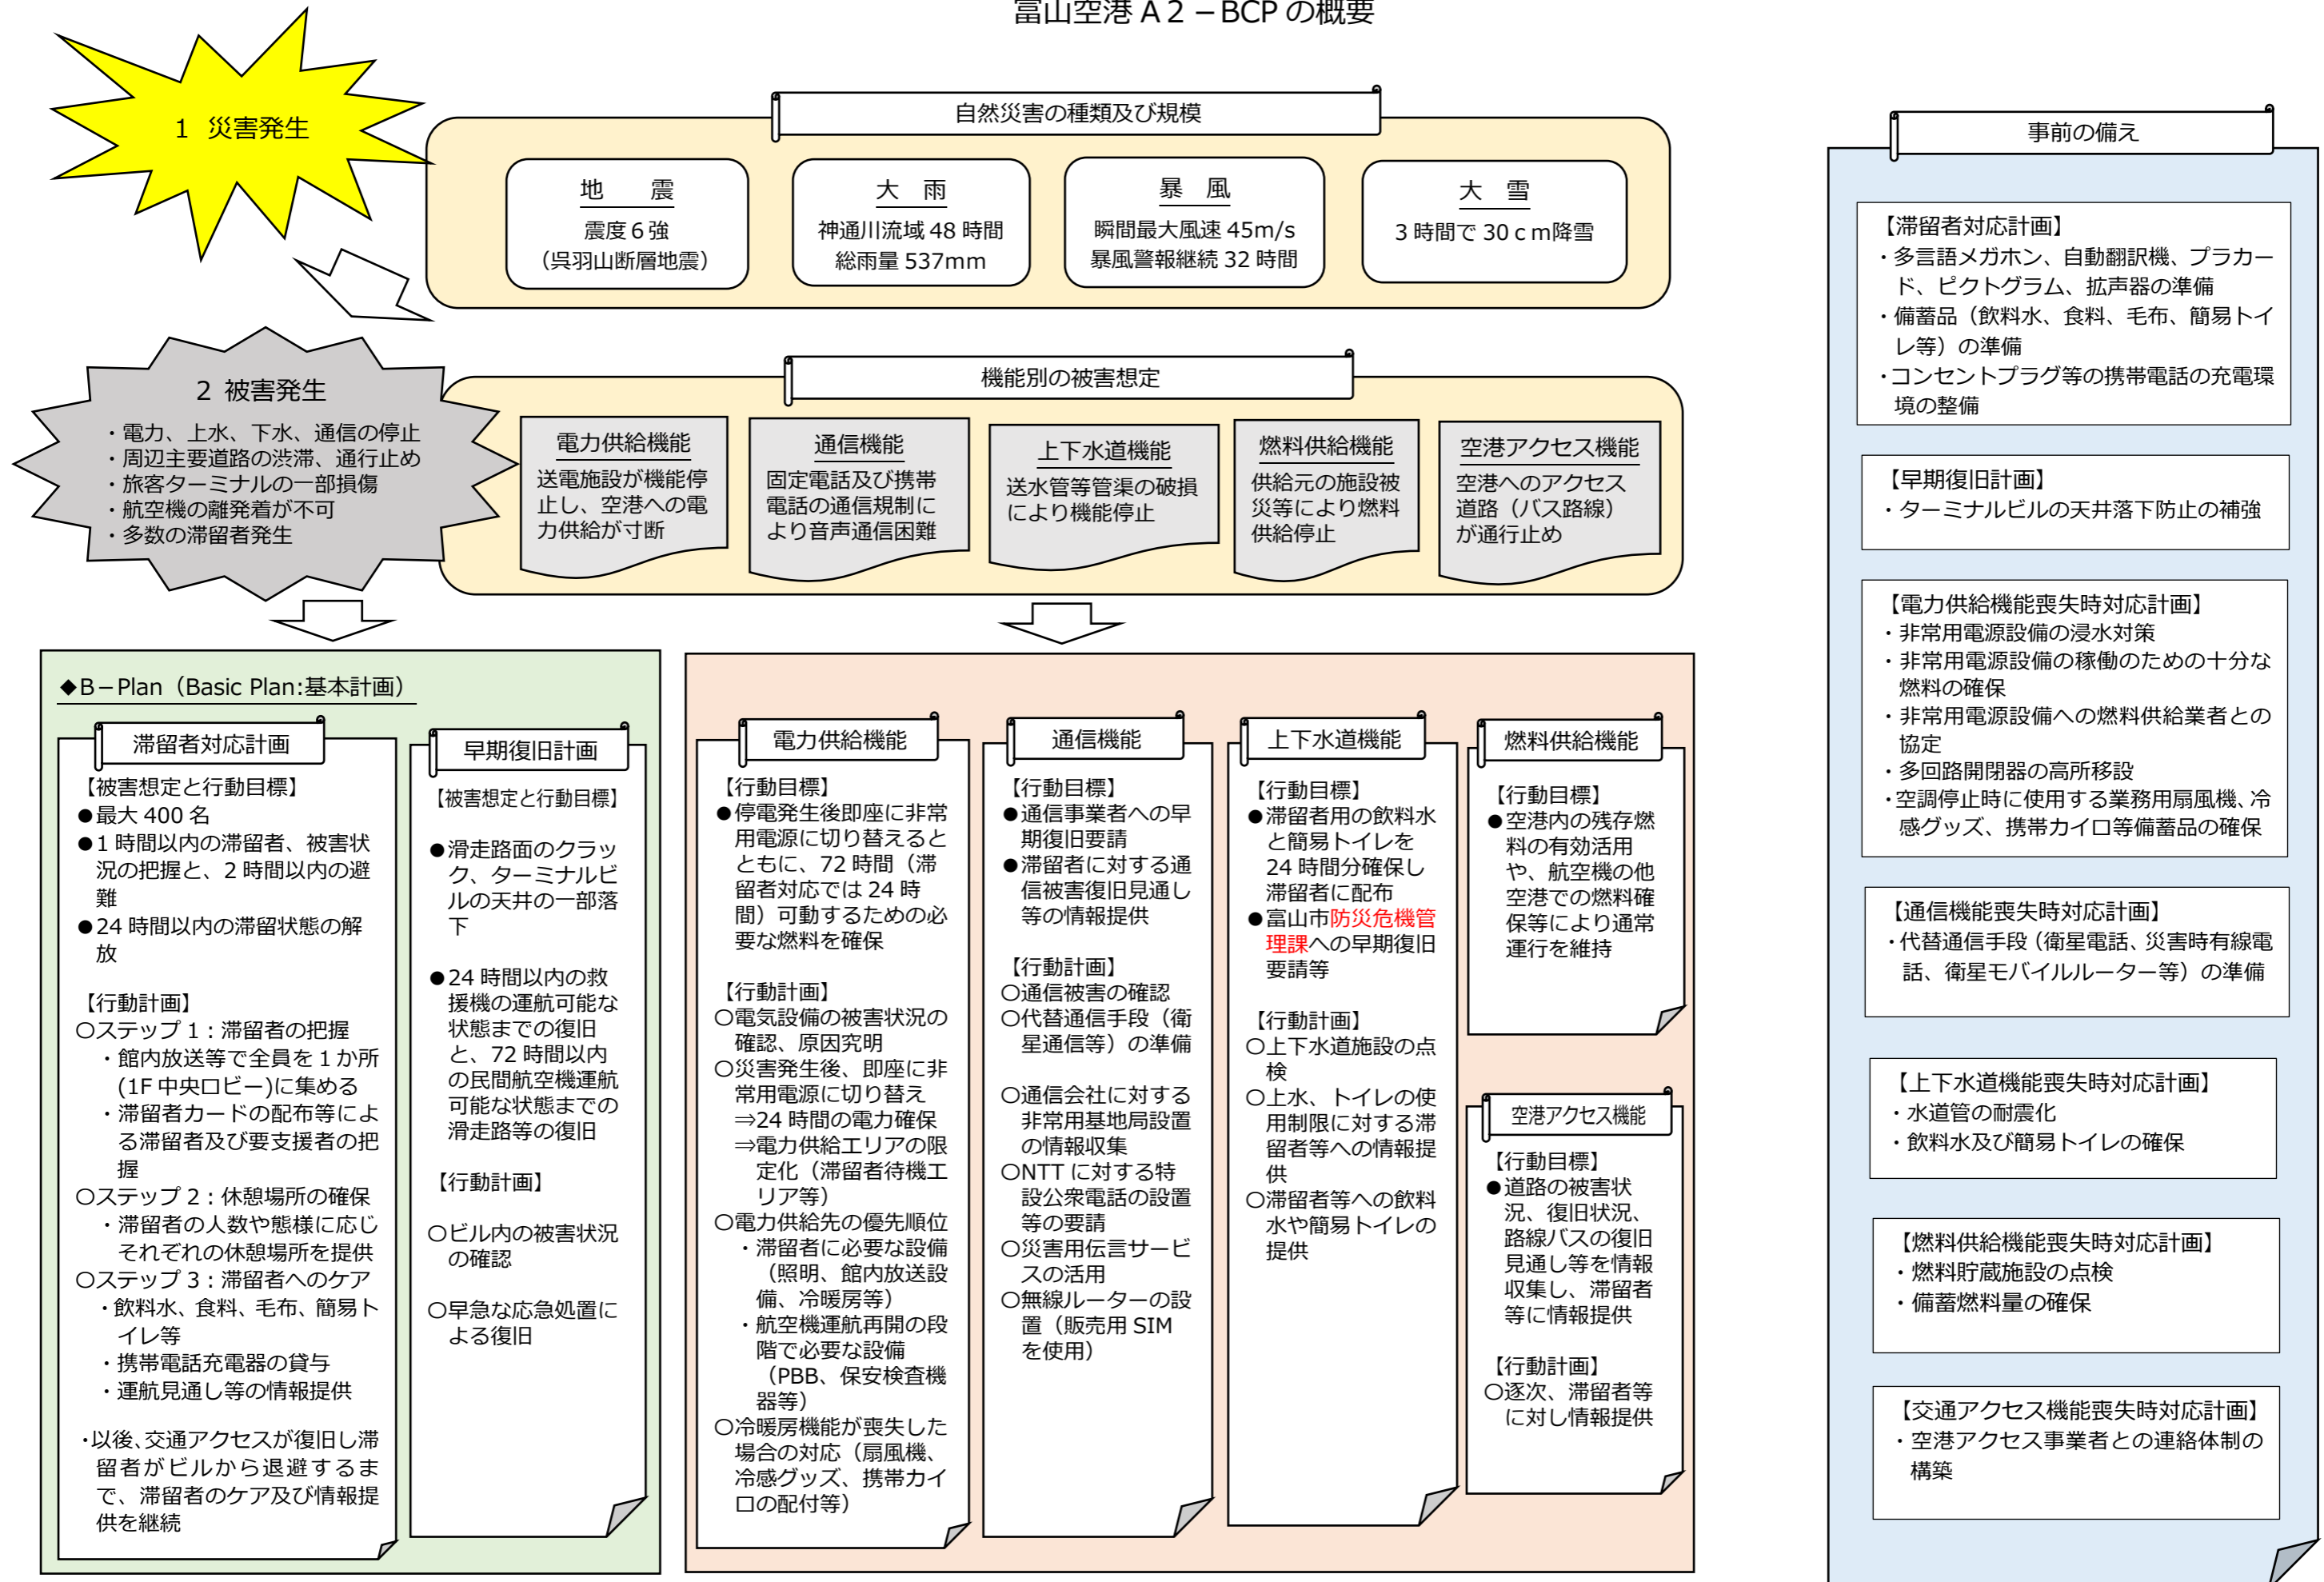 富山空港A2－BCPの概要
1 災害発生
自然災害の種類及び規模
地 震
震度6強
（呉羽山断層地震）
大 雨
神通川流域48時間
総雨量537mm
暴 風
瞬間最大風速45m/s
暴風警報継続32時間
大 雪
3時間で30ｃｍ降雪
2 被害発生
・電力、上水、下水、通信の停止
・周辺主要道路の渋滞、通行止め
・旅客ターミナルの一部損傷
・航空機の離発着が不可
・多数の滞留者発生
機能別の被害想定
電力供給機能
送電施設が機能停
止し、空港への電
力供給が寸断
通信機能
固定電話及び携帯
電話の通信規制に
より音声通信困難
上下水道機能
送水管等管渠の破損
により機能停止
燃料供給機能
供給元の施設被
災等により燃料
供給停止
空港アクセス機能
空港へのアクセス
道路（バス路線）
が通行止め
◆B－Plan（Basic Plan:基本計画）
滞留者対応計画
【被害想定と行動目標】
●最大400名
●1時間以内の滞留者、被害状
況の把握と、2時間以内の避
難
●24時間以内の滞留状態の解
放
【行動計画】
〇ステップ1：滞留者の把握
・館内放送等で全員を1か所
(1F中央ロビー)に集める
・滞留者カードの配布等によ
る滞留者及び要支援者の把
握
〇ステップ2：休憩場所の確保
・滞留者の人数や態様に応じ
それぞれの休憩場所を提供
〇ステップ3：滞留者へのケア
・飲料水、食料、毛布、簡易ト
イレ等
・携帯電話充電器の貸与
・運航見通し等の情報提供
・以後、交通アクセスが復旧し滞
留者がビルから退避するま
で、滞留者のケア及び情報提
供を継続
早期復旧計画
【被害想定と行動目標】
●滑走路面のクラッ
ク、ターミナルビ
ルの天井の一部落
下
●24時間以内の救
援機の運航可能な
状態までの復旧
と、72時間以内
の民間航空機運航
可能な状態までの
滑走路等の復旧
【行動計画】
〇ビル内の被害状況
の確認
〇早急な応急処置に
よる復旧
電力供給機能
【行動目標】
●停電発生後即座に非常
用電源に切り替えると
ともに、72時間（滞
留者対応では24時
間）可動するための必
要な燃料を確保
【行動計画】
〇電気設備の被害状況の
確認、原因究明
〇災害発生後、即座に非
常用電源に切り替え
⇒24時間の電力確保
⇒電力供給エリアの限
定化（滞留者待機エ
リア等）
〇電力供給先の優先順位
・滞留者に必要な設備
（照明、館内放送設
備、冷暖房等）
・航空機運航再開の段
階で必要な設備
（PBB、保安検査機
器等）
〇冷暖房機能が喪失した
場合の対応（扇風機、
冷感グッズ、携帯カイ
ロの配付等）
通信機能
【行動目標】
●通信事業者への早
期復旧要請
●滞留者に対する通
信被害復旧見通し
等の情報提供
【行動計画】
〇通信被害の確認
〇代替通信手段（衛
星通信等）の準備
〇通信会社に対する
非常用基地局設置
の情報収集
〇NTTに対する特
設公衆電話の設置
等の要請
〇災害用伝言サービ
スの活用
〇無線ルーターの設
置（販売用SIM
を使用）
上下水道機能
【行動目標】
●滞留者用の飲料水
と簡易トイレを
24時間分確保し
滞留者に配布
●富山市防災危機管
理課への早期復旧
要請等
【行動計画】
〇上下水道施設の点
検
〇上水、トイレの使
用制限に対する滞
留者等への情報提
供
〇滞留者等への飲料
水や簡易トイレの
提供
燃料供給機能
【行動目標】
●空港内の残存燃
料の有効活用
や、航空機の他
空港での燃料確
保等により通常
運行を維持
空港アクセス機能
【行動目標】
●道路の被害状
況、復旧状況、
路線バスの復旧
見通し等を情報
収集し、滞留者
等に情報提供
【行動計画】
〇逐次、滞留者等
に対し情報提供
事前の備え
【滞留者対応計画】
・多言語メガホン、自動翻訳機、プラカー
ド、ピクトグラム、拡声器の準備
・備蓄品（飲料水、食料、毛布、簡易トイ
レ等）の準備
・コンセントプラグ等の携帯電話の充電環
境の整備
【早期復旧計画】
・ターミナルビルの天井落下防止の補強
【電力供給機能喪失時対応計画】
・非常用電源設備の浸水対策
・非常用電源設備の稼働のための十分な
燃料の確保
・非常用電源設備への燃料供給業者との
協定
・多回路開閉器の高所移設
・空調停止時に使用する業務用扇風機、冷
感グッズ、携帯カイロ等備蓄品の確保
【通信機能喪失時対応計画】
・代替通信手段（衛星電話、災害時有線電
話、衛星モバイルルーター等）の準備
【上下水道機能喪失時対応計画】
・水道管の耐震化
・飲料水及び簡易トイレの確保
【燃料供給機能喪失時対応計画】
・燃料貯蔵施設の点検
・備蓄燃料量の確保
【交通アクセス機能喪失時対応計画】
・空港アクセス事業者との連絡体制の
構築